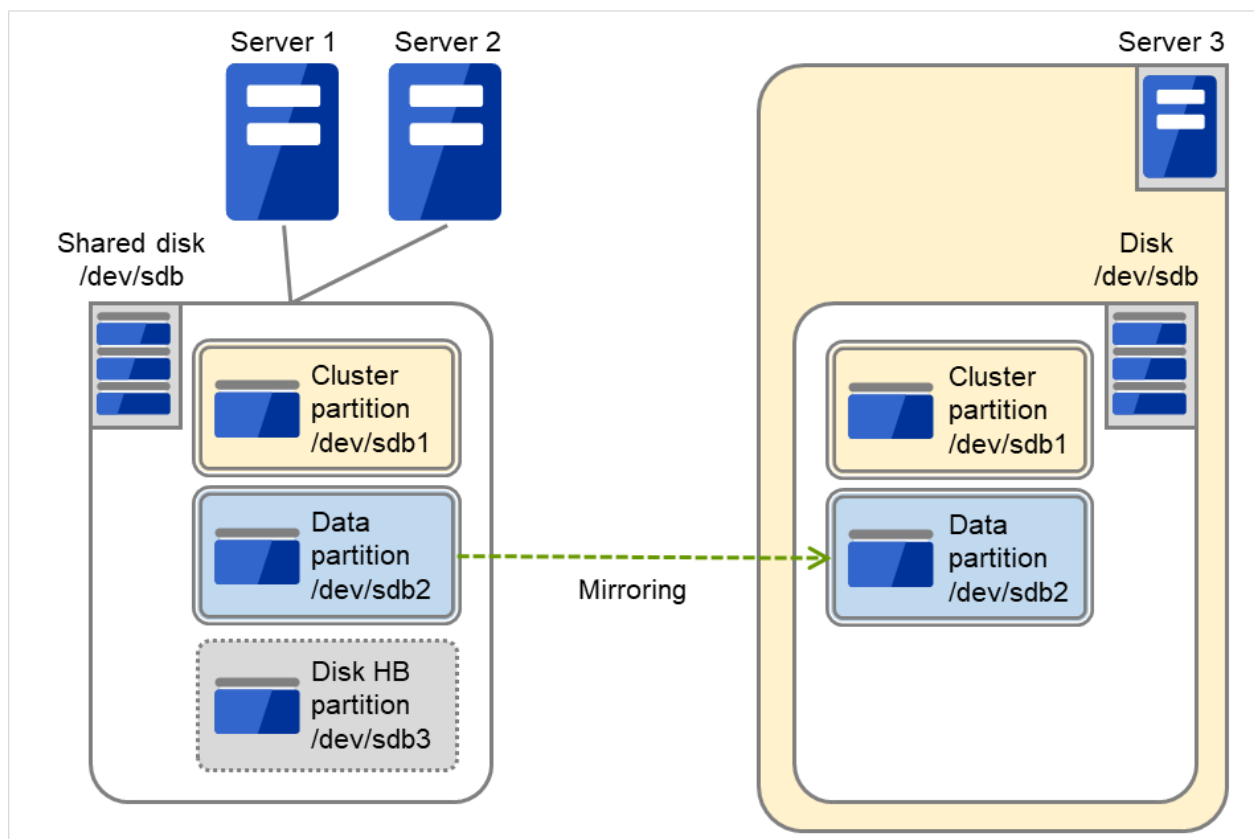 Server 1
Server 2
Server 3
Shared disk
/dev/sdb
Disk
/dev/sdb
Cluster
partition
/dev/sdb1
Cluster
partition
/dev/sdb1
Data
partition
/dev/sdb2
Mirroring
Data
partition
/dev/sdb2
Disk HB
partition
/dev/sdb3